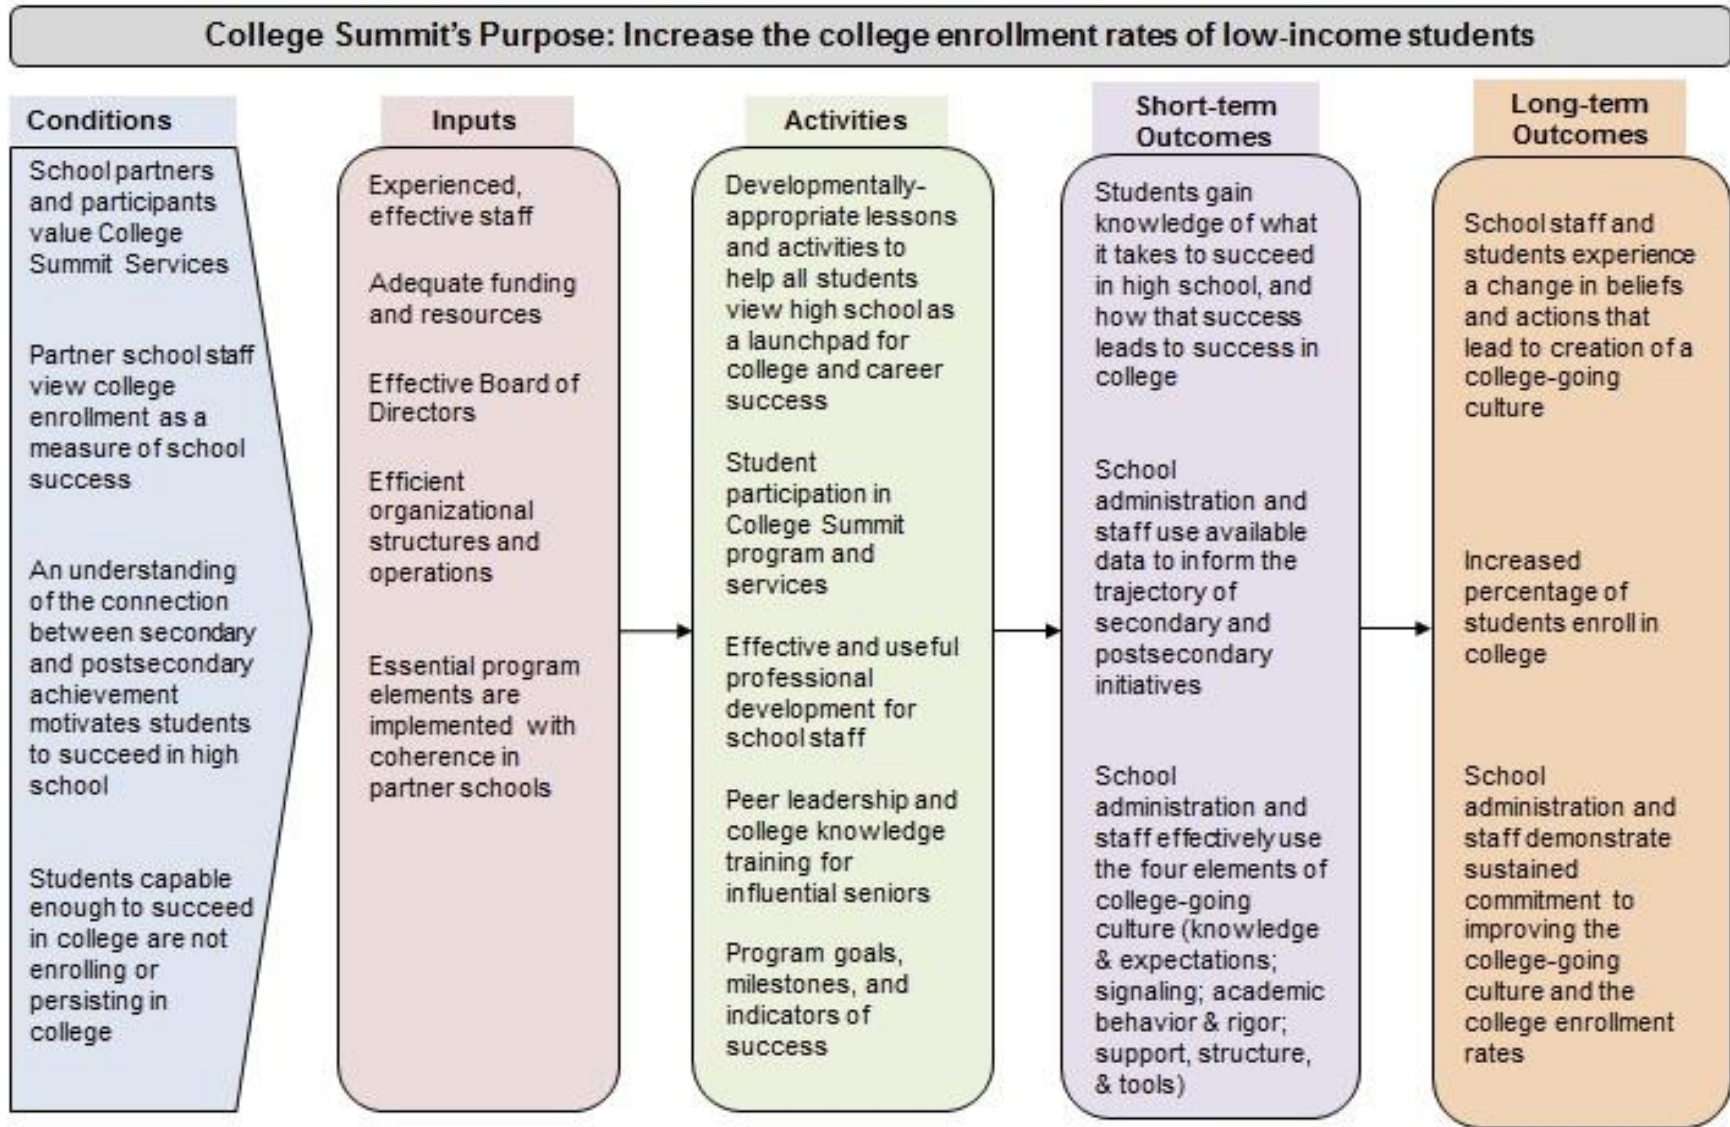 College Summit's Purpose: Increase the college enrollment rates of low-income students
Conditions
School partners
and participants
value College
Summit Services
Partner school staff
view college
enrollment as a
measure of school
success
An understanding
of the connection
between secondary
and postsecondary
achievement
motivates students
to succeed in high
school
Students capable
enough to succeed
in college are not
enrolling or
persisting in
college
Inputs
Experienced,
effective staff
Adequate funding
and resources
Effective Board of
Directors
Efficient
organizational
structures and
operations
Essential program
elements are
implemented with
coherence in
partner schools
Activities
Developmentally-
appropriate lessons
and activities to
help all students
view high school as
a launchpad for
college and career
success
Student
participation in
College Summit
program and
services
Effective and useful
professional
development for
school staff
Peer leadership and
college knowledge
training for
influential seniors
Program goals,
milestones, and
indicators of
success
Short-term
Outcomes
Students gain
knowledge of what
it takes to succeed
in high school, and
how that success
leads to success in
college
School
administration and
staff use available
data to inform the
trajectory of
secondary and
postsecondary
initiatives
School
administration and
staff effectively use
the four elements of
college-going
culture (knowledge
& expectations;
signaling; academic
behavior & rigor;
support, structure,
& tools)
Long-term
Outcomes
School staff and
students experience
a change in beliefs
and actions that
lead to creation of a
college-going
culture
Increased
percentage of
students enroll in
college
School
administration and
staff demonstrate
sustained
commitment to
improving the
college-going
culture and the
college enrollment
rates